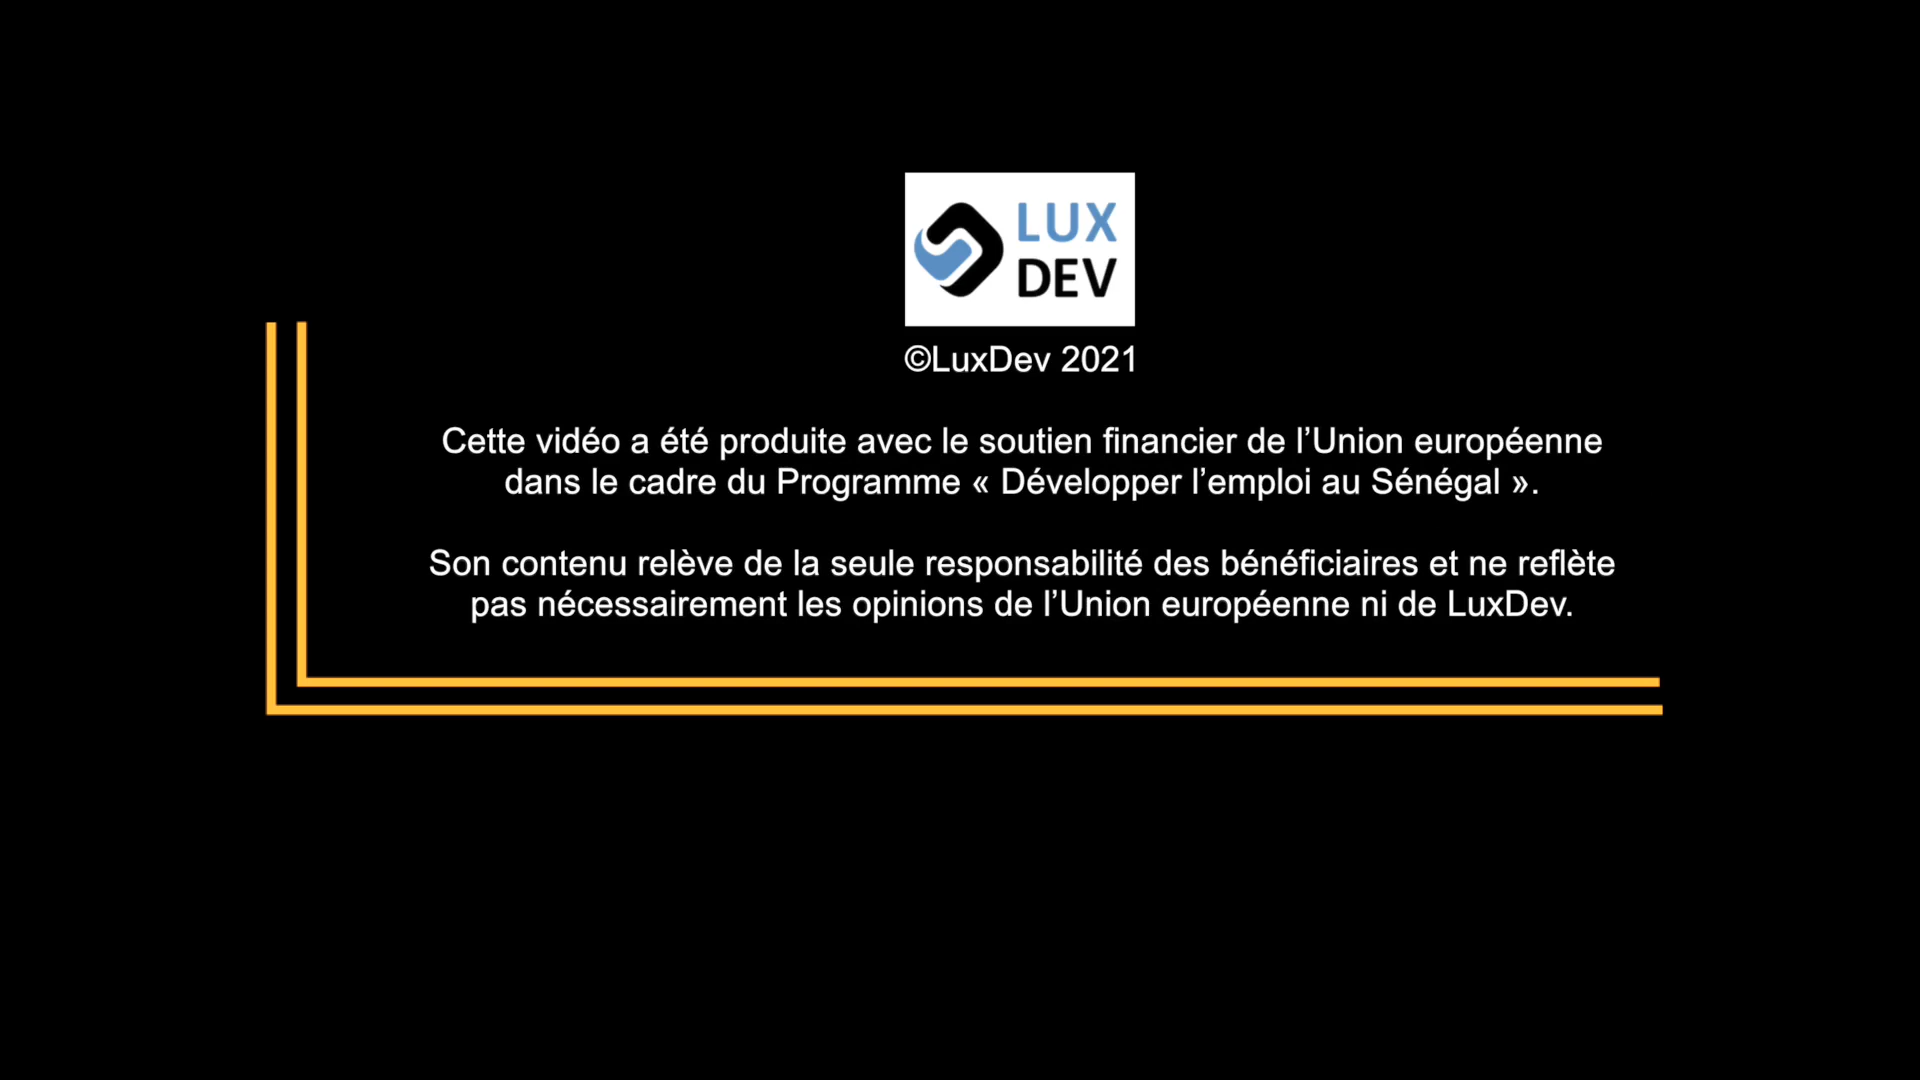 LUX
DEV
©LuxDev 2021
Cette vidéo a été produite avec le soutien financier de l’Union européenne
dans le cadre du Programme « Développer l’emploi au Sénégal ».
Son contenu relève de la seule responsabilité des bénéficiaires et ne reflète
pas nécessairement les opinions de l’Union européenne ni de LuxDev.